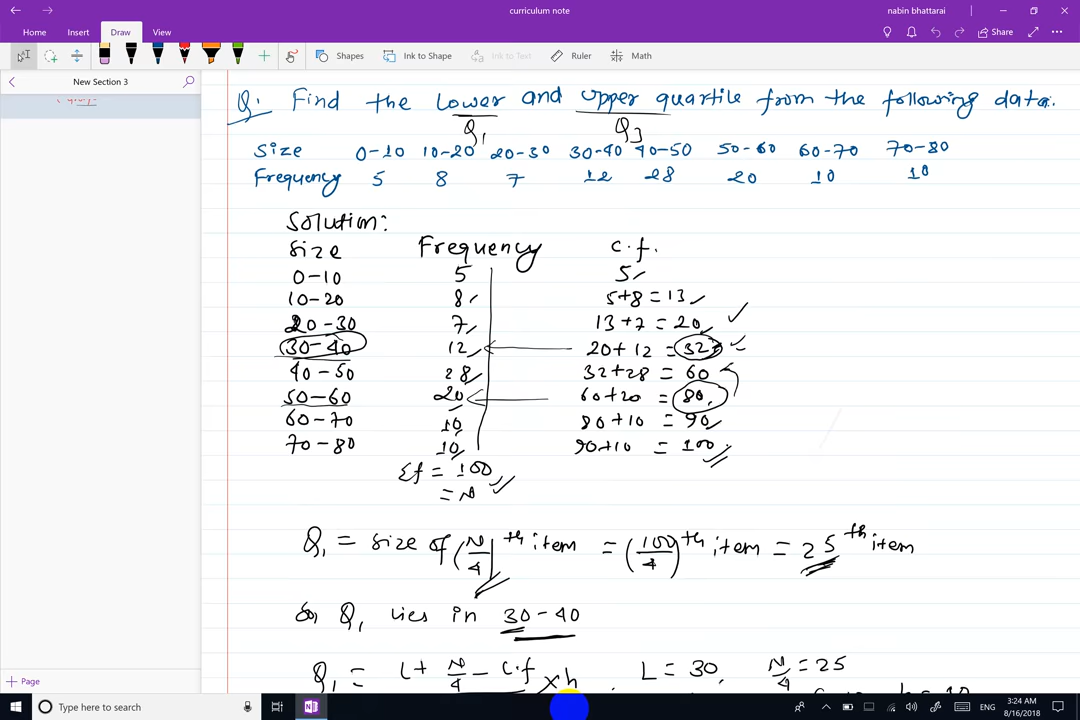 curriculum note
nabin bhattarai
Home Insert Draw View
Share
Shapes Ink to Shape Ink to Text Ruler Math
New Section 3
Q. Find the Lower and Upper quartile from the following data.
Q₁ Q₃
Size 0-10 10-20 20-30 30-40 40-50 50-60 60-70 70-80
Frequency 5 8 7 12 28 20 10 10
Solution:
Size Frequency c.f.
0-10 5 5
10-20 8 5+8=13
20-30 7 13+7=20
30-40 12 20+12=32
40-50 28 32+28=60
50-60 20 60+20=80
60-70 10 80+10=90
70-80 10 90+10=100
Σf = 100
= N
Q₁ = Size of (N/4)th item = (100/4)th item = 25th item
So Q₁ lies in 30-40
Q₁ = L + N/4 - c.f × h L = 30, N/4 = 25
Page
Type here to search
ENG
3:24 AM
8/16/2018